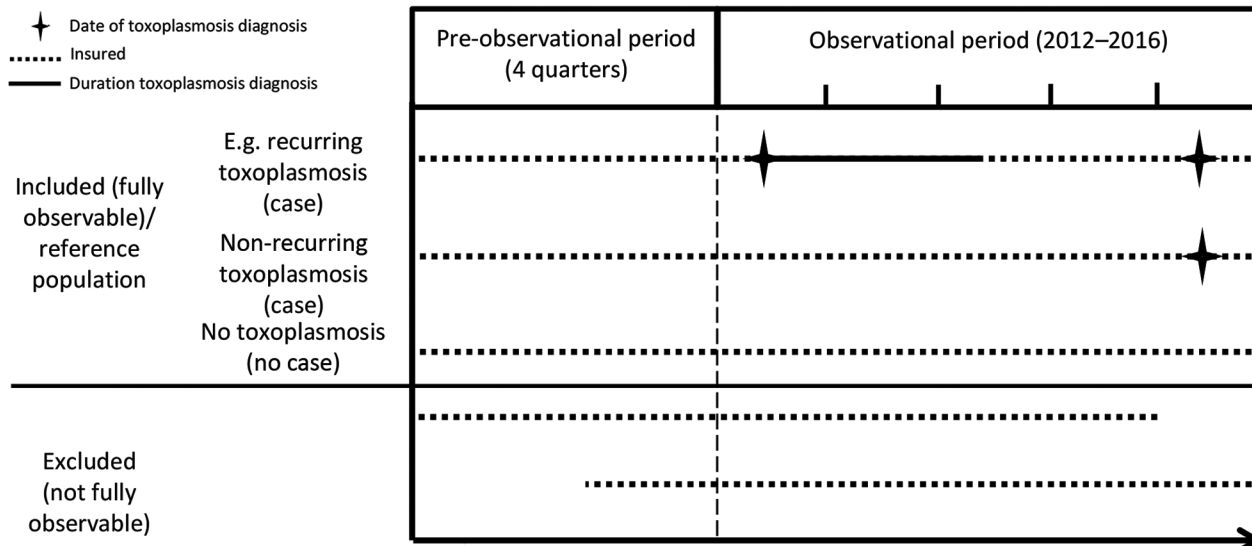 Date of toxoplasmosis diagnosis
Insured
Duration toxoplasmosis diagnosis
Pre-observational period
(4 quarters)
Observational period (2012–2016)
Included (fully
observable)/
reference
population
E.g. recurring
toxoplasmosis
(case)
Non-recurring
toxoplasmosis
(case)
No toxoplasmosis
(no case)
Excluded
(not fully
observable)